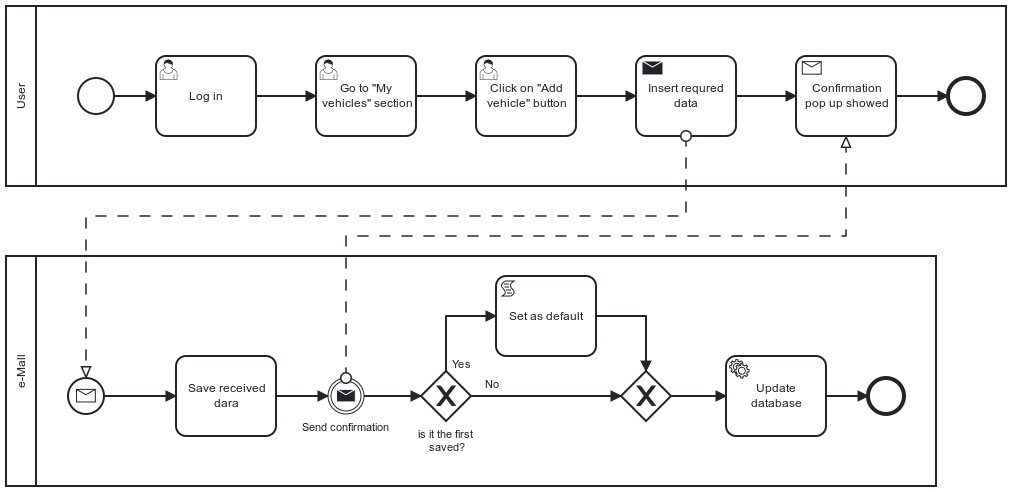 User
Log in
Go to "My
vehicles" section
Click on "Add
vehicle" button
Insert requred
data
Confirmation
pop up showed
e-Mall
Save received
dara
Send confirmation
is it the first
saved?
Yes
No
Set as default
Update
database